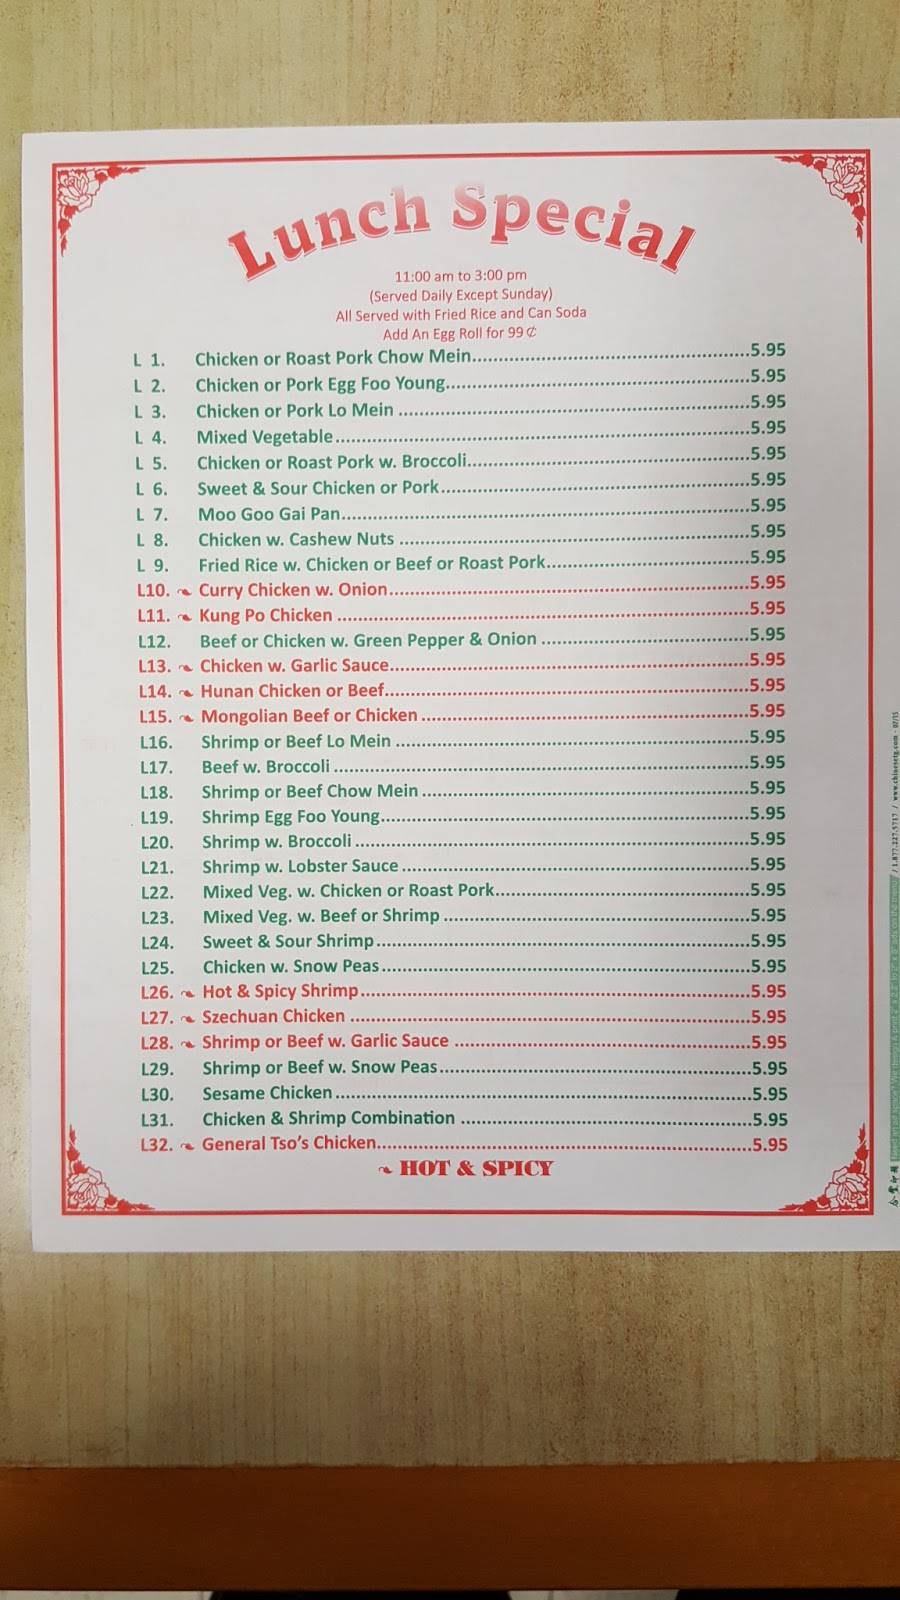 Lunch Special
11:00 am to 3:00 pm
(Served Daily Except Sunday)
All Served with Fried Rice and Can Soda
Add An Egg Roll for 99 ¢
L 1. Chicken or Roast Pork Chow Mein.....5.95
L 2. Chicken or Pork Egg Foo Young.....5.95
L 3. Chicken or Pork Lo Mein.....5.95
L 4. Mixed Vegetable.....5.95
L 5. Chicken or Roast Pork w. Broccoli.....5.95
L 6. Sweet & Sour Chicken or Pork.....5.95
L 7. Moo Goo Gai Pan.....5.95
L 8. Chicken w. Cashew Nuts.....5.95
L 9. Fried Rice w. Chicken or Beef or Roast Pork.....5.95
L10. Curry Chicken w. Onion.....5.95
L11. Kung Po Chicken.....5.95
L12. Beef or Chicken w. Green Pepper & Onion.....5.95
L13. Chicken w. Garlic Sauce.....5.95
L14. Hunan Chicken or Beef.....5.95
L15. Mongolian Beef or Chicken.....5.95
L16. Shrimp or Beef Lo Mein.....5.95
L17. Beef w. Broccoli.....5.95
L18. Shrimp or Beef Chow Mein.....5.95
L19. Shrimp Egg Foo Young.....5.95
L20. Shrimp w. Broccoli.....5.95
L21. Shrimp w. Lobster Sauce.....5.95
L22. Mixed Veg. w. Chicken or Roast Pork.....5.95
L23. Mixed Veg. w. Beef or Shrimp.....5.95
L24. Sweet & Sour Shrimp.....5.95
L25. Chicken w. Snow Peas.....5.95
L26. Hot & Spicy Shrimp.....5.95
L27. Szechuan Chicken.....5.95
L28. Shrimp or Beef w. Garlic Sauce.....5.95
L29. Shrimp or Beef w. Snow Peas.....5.95
L30. Sesame Chicken.....5.95
L31. Chicken & Shrimp Combination.....5.95
L32. General Tso's Chicken.....5.95
HOT & SPICY
/ 1.877.227.5717 / www.chinesetg.com - 07/15